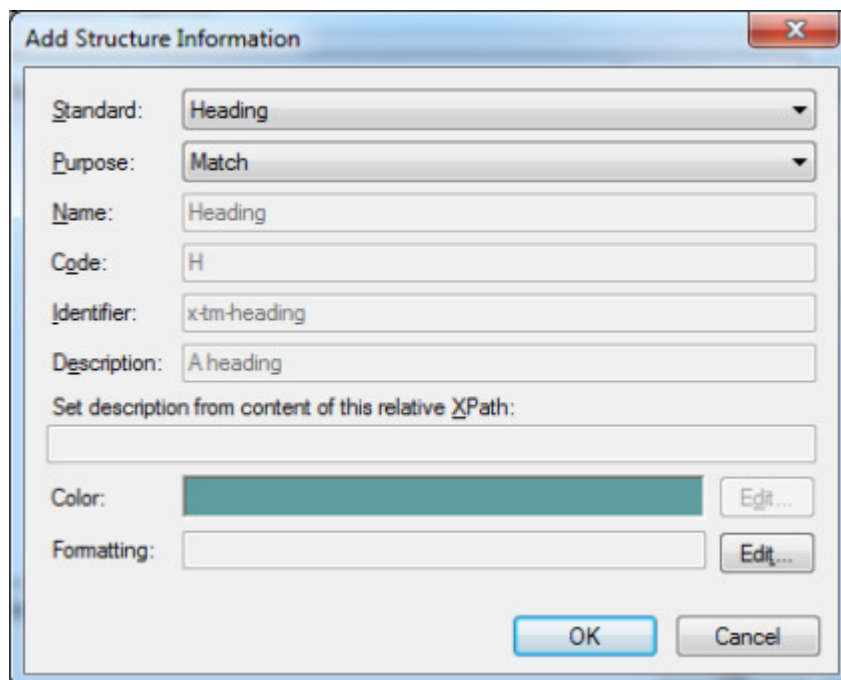 Add Structure Information
Standard: Heading
Purpose: Match
Name: Heading
Code: H
Identifier: x-tm-heading
Description: A heading
Set description from content of this relative XPath:
Color: Edit...
Formatting: Edit...
OK Cancel